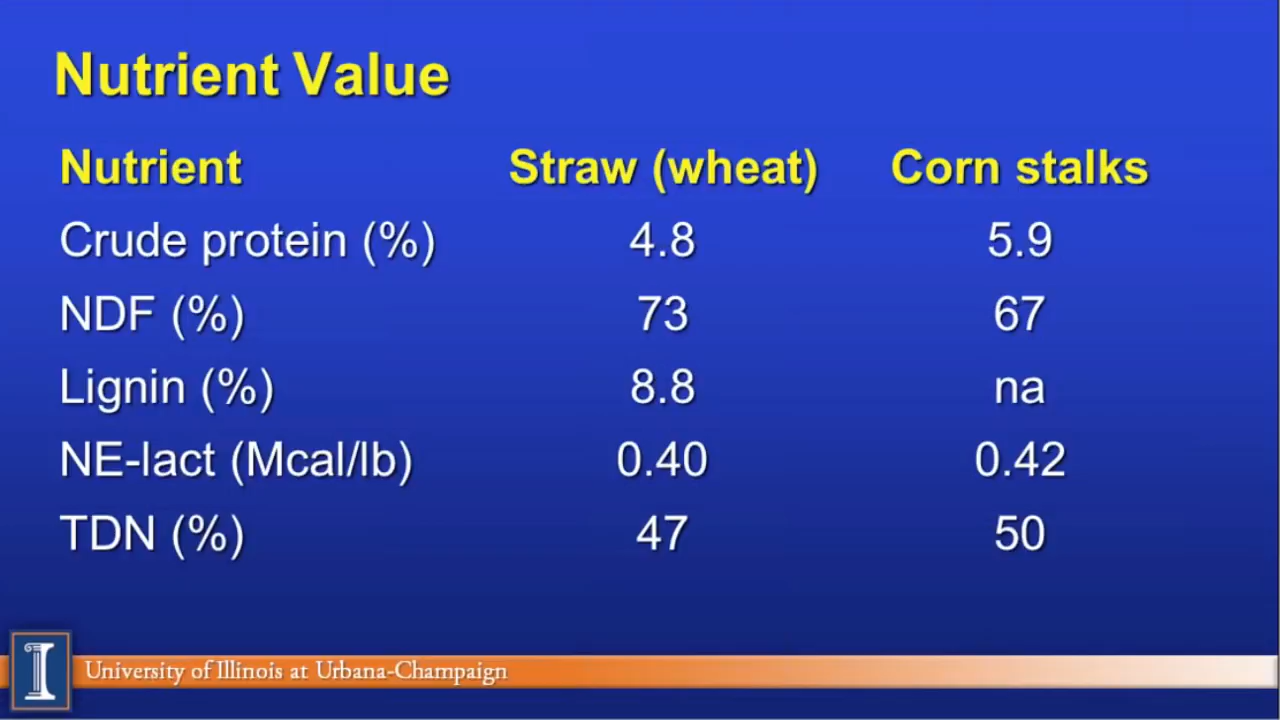 Nutrient Value
Nutrient Straw (wheat) Corn stalks
Crude protein (%) 4.8 5.9
NDF (%) 73 67
Lignin (%) 8.8 na
NE-lact (Mcal/lb) 0.40 0.42
TDN (%) 47 50
I University of Illinois at Urbana-Champaign